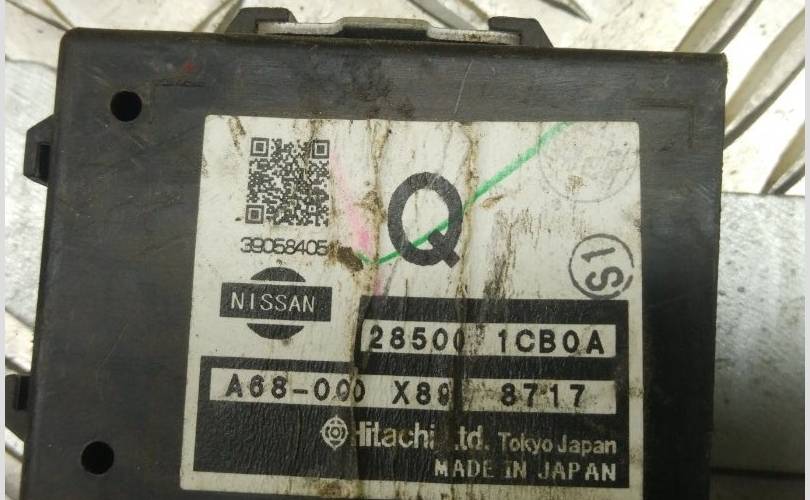 Q
39058405
S1
NISSAN
28500 1CB0A
A68-000 X89 8717
Hitachi Ltd. Tokyo Japan
MADE IN JAPAN